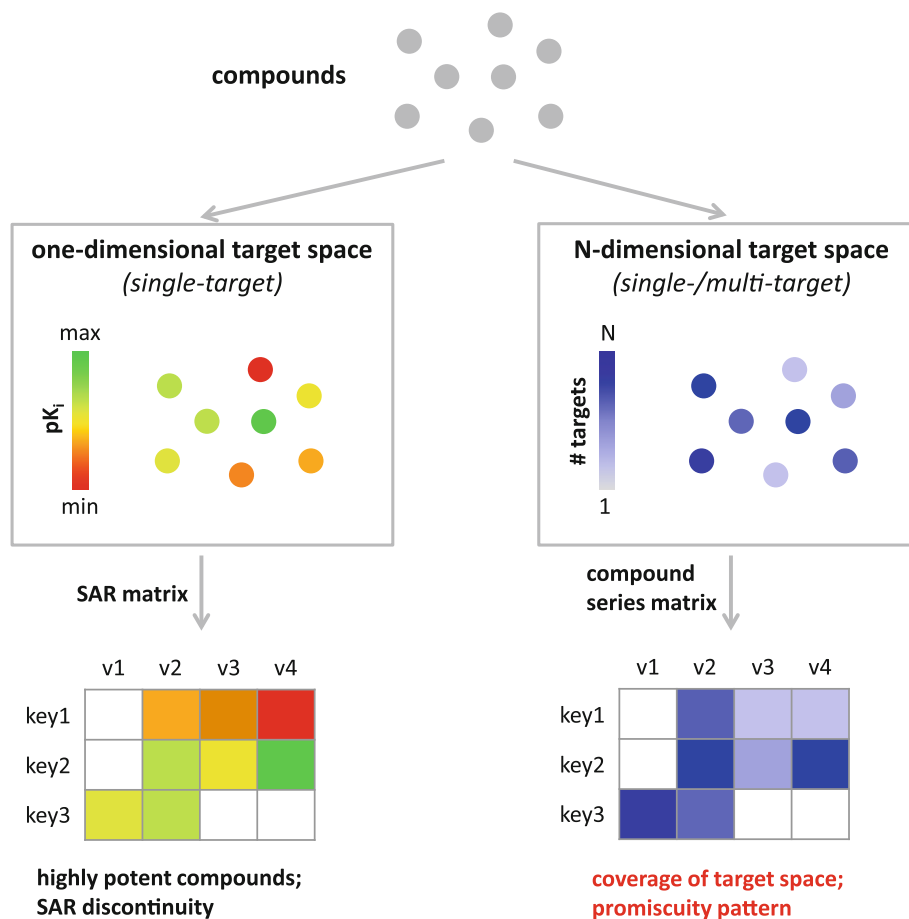 compounds
one-dimensional target space
(single-target)
max
pKi
min
N-dimensional target space
(single-/multi-target)
N
# targets
1
SAR matrix
compound
series matrix
v1 v2 v3 v4
key1
key2
key3
v1 v2 v3 v4
key1
key2
key3
highly potent compounds;
SAR discontinuity
coverage of target space;
promiscuity pattern